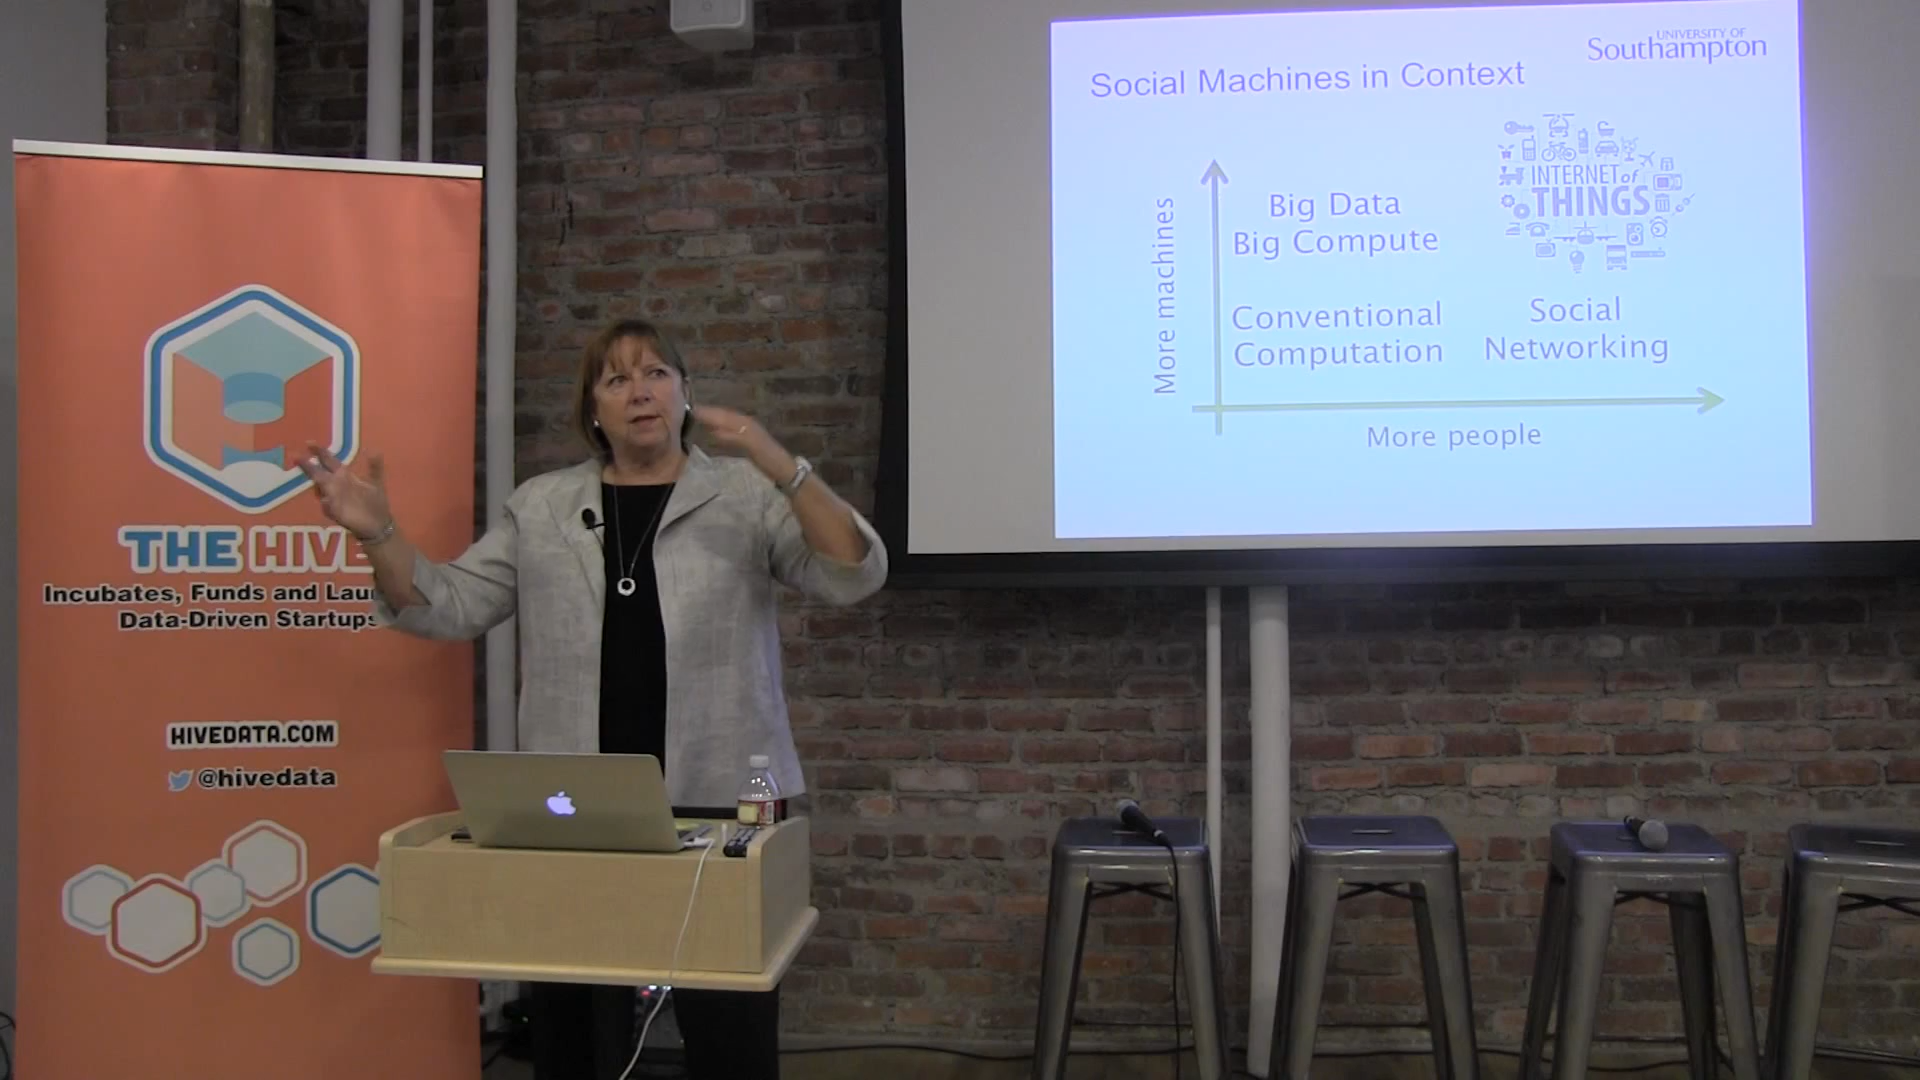 THE HIVE
Incubates, Funds and Lau
Data-Driven Startups
HIVEDATA.COM
@hivedata
UNIVERSITY OF
Southampton
Social Machines in Context
More machines
Big Data
Big Compute
INTERNET of
THINGS
Conventional
Computation
Social
Networking
More people